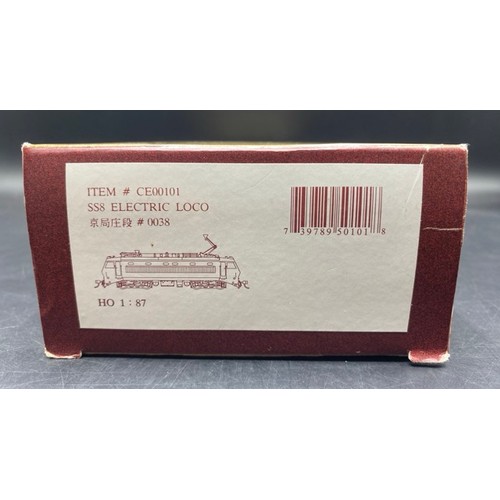 ITEM # CE00101
SS8 ELECTRIC LOCO
京局庄段 # 0038
7 39789 50101 8
HO 1 : 87